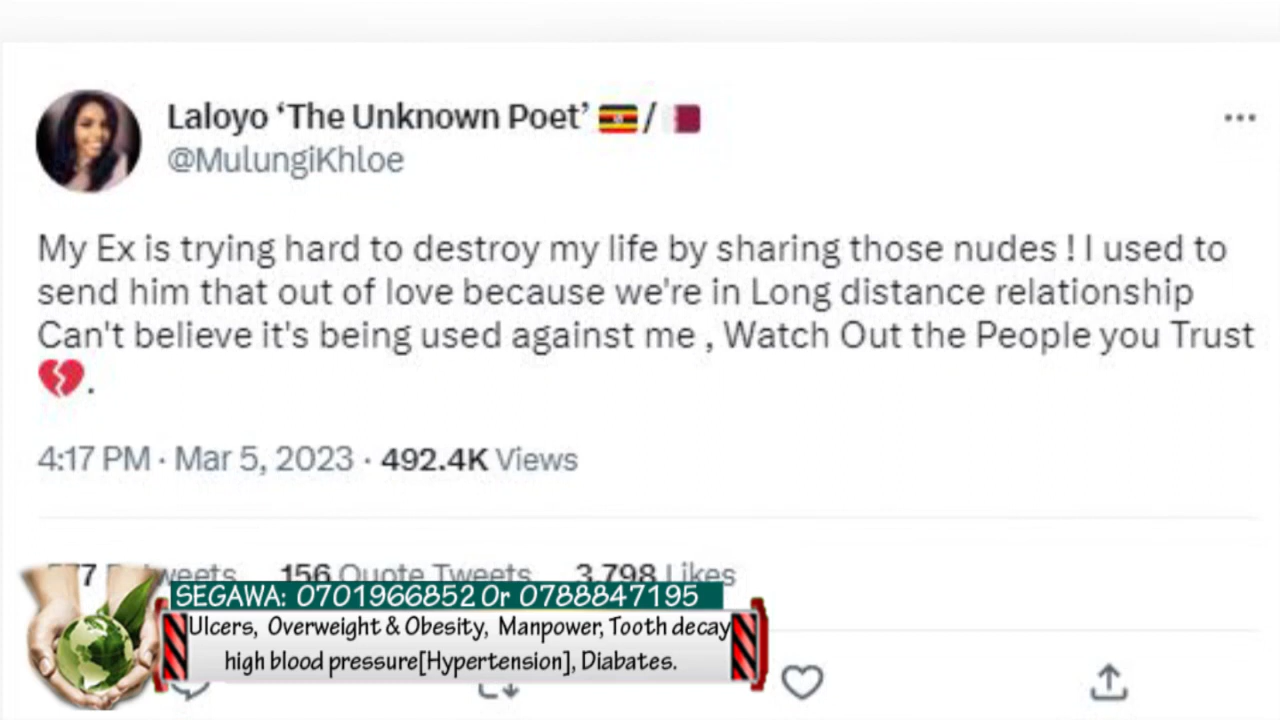 Laloyo ‘The Unknown Poet’ 🇺🇬/🇶🇦
@MulungiKhloe
My Ex is trying hard to destroy my life by sharing those nudes ! I used to
send him that out of love because we're in Long distance relationship
Can't believe it's being used against me , Watch Out the People you Trust
💔.
4:17 PM · Mar 5, 2023 · 492.4K Views
156 Quote Tweets 3,798 Likes
SEGAWA: 0701966852 Or 0788847195
Ulcers, Overweight & Obesity, Manpower, Tooth decay
high blood pressure[Hypertension], Diabates.